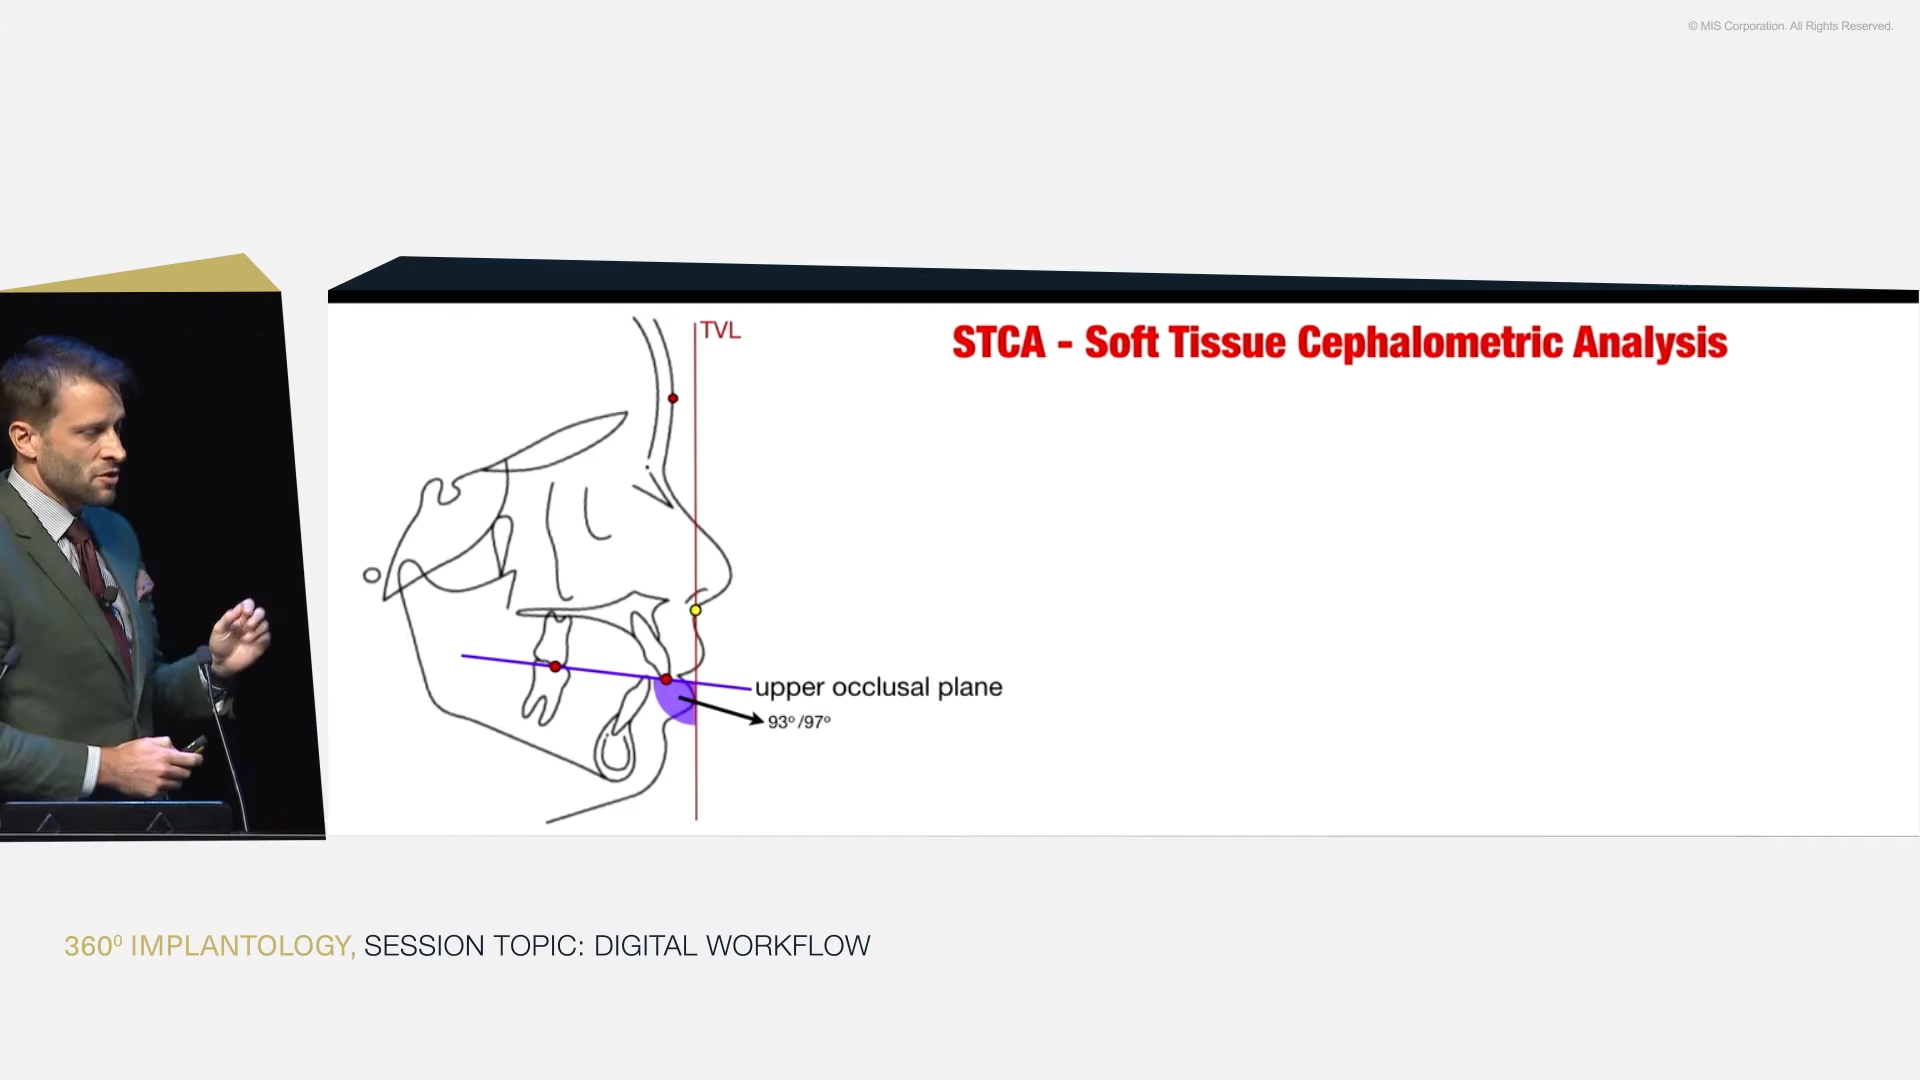 © MIS Corporation. All Rights Reserved.
TVL
STCA - Soft Tissue Cephalometric Analysis
upper occlusal plane
93º /97º
360⁰ IMPLANTOLOGY, SESSION TOPIC: DIGITAL WORKFLOW